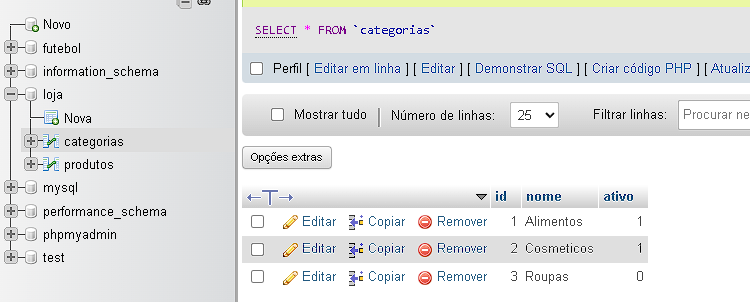 Novo
futebol
information_schema
loja
Nova
categorias
produtos
mysql
performance_schema
phpmyadmin
test
SELECT * FROM `categorias`
Perfil [ Editar em linha ] [ Editar ] [ Demonstrar SQL ] [ Criar código PHP ] [ Atualiz
Mostrar tudo | Número de linhas: 25 Filtrar linhas: Procurar ne
Opções extras
id nome ativo
Editar Copiar Remover 1 Alimentos 1
Editar Copiar Remover 2 Cosmeticos 1
Editar Copiar Remover 3 Roupas 0